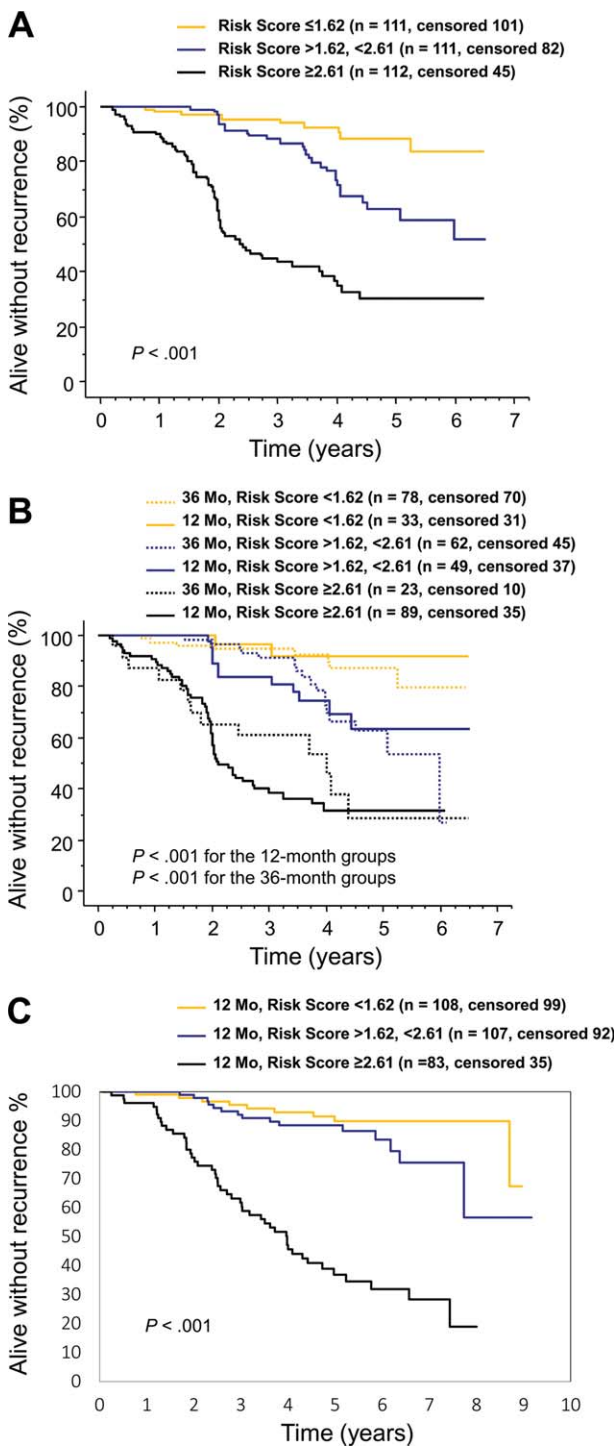 A
Risk Score ≤1.62 (n = 111, censored 101)
Risk Score >1.62, <2.61 (n = 111, censored 82)
Risk Score ≥2.61 (n = 112, censored 45)
Alive without recurrence (%)
100
80
60
40
20
0
P < .001
0 1 2 3 4 5 6 7
Time (years)
B
36 Mo, Risk Score <1.62 (n = 78, censored 70)
12 Mo, Risk Score <1.62 (n = 33, censored 31)
36 Mo, Risk Score >1.62, <2.61 (n = 62, censored 45)
12 Mo, Risk Score >1.62, <2.61 (n = 49, censored 37)
36 Mo, Risk Score ≥2.61 (n = 23, censored 10)
12 Mo, Risk Score ≥2.61 (n = 89, censored 35)
Alive without recurrence (%)
100
80
60
40
20
0
P < .001 for the 12-month groups
P < .001 for the 36-month groups
0 1 2 3 4 5 6 7
Time (years)
C
12 Mo, Risk Score <1.62 (n = 108, censored 99)
12 Mo, Risk Score >1.62, <2.61 (n = 107, censored 92)
12 Mo, Risk Score ≥2.61 (n =83, censored 35)
Alive without recurrence %
100
90
80
70
60
50
40
30
20
10
0
P < .001
0 1 2 3 4 5 6 7 8 9 10
Time (years)